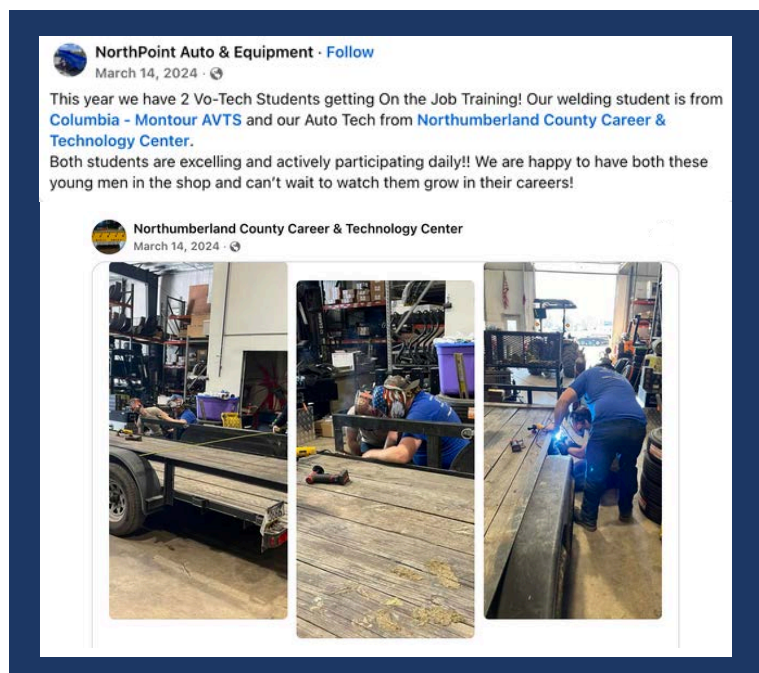 NorthPoint Auto & Equipment · Follow
March 14, 2024 ·
This year we have 2 Vo-Tech Students getting On the Job Training! Our welding student is from
Columbia - Montour AVTS and our Auto Tech from Northumberland County Career &
Technology Center.
Both students are excelling and actively participating daily!! We are happy to have both these
young men in the shop and can’t wait to watch them grow in their careers!
Northumberland County Career & Technology Center
March 14, 2024 ·